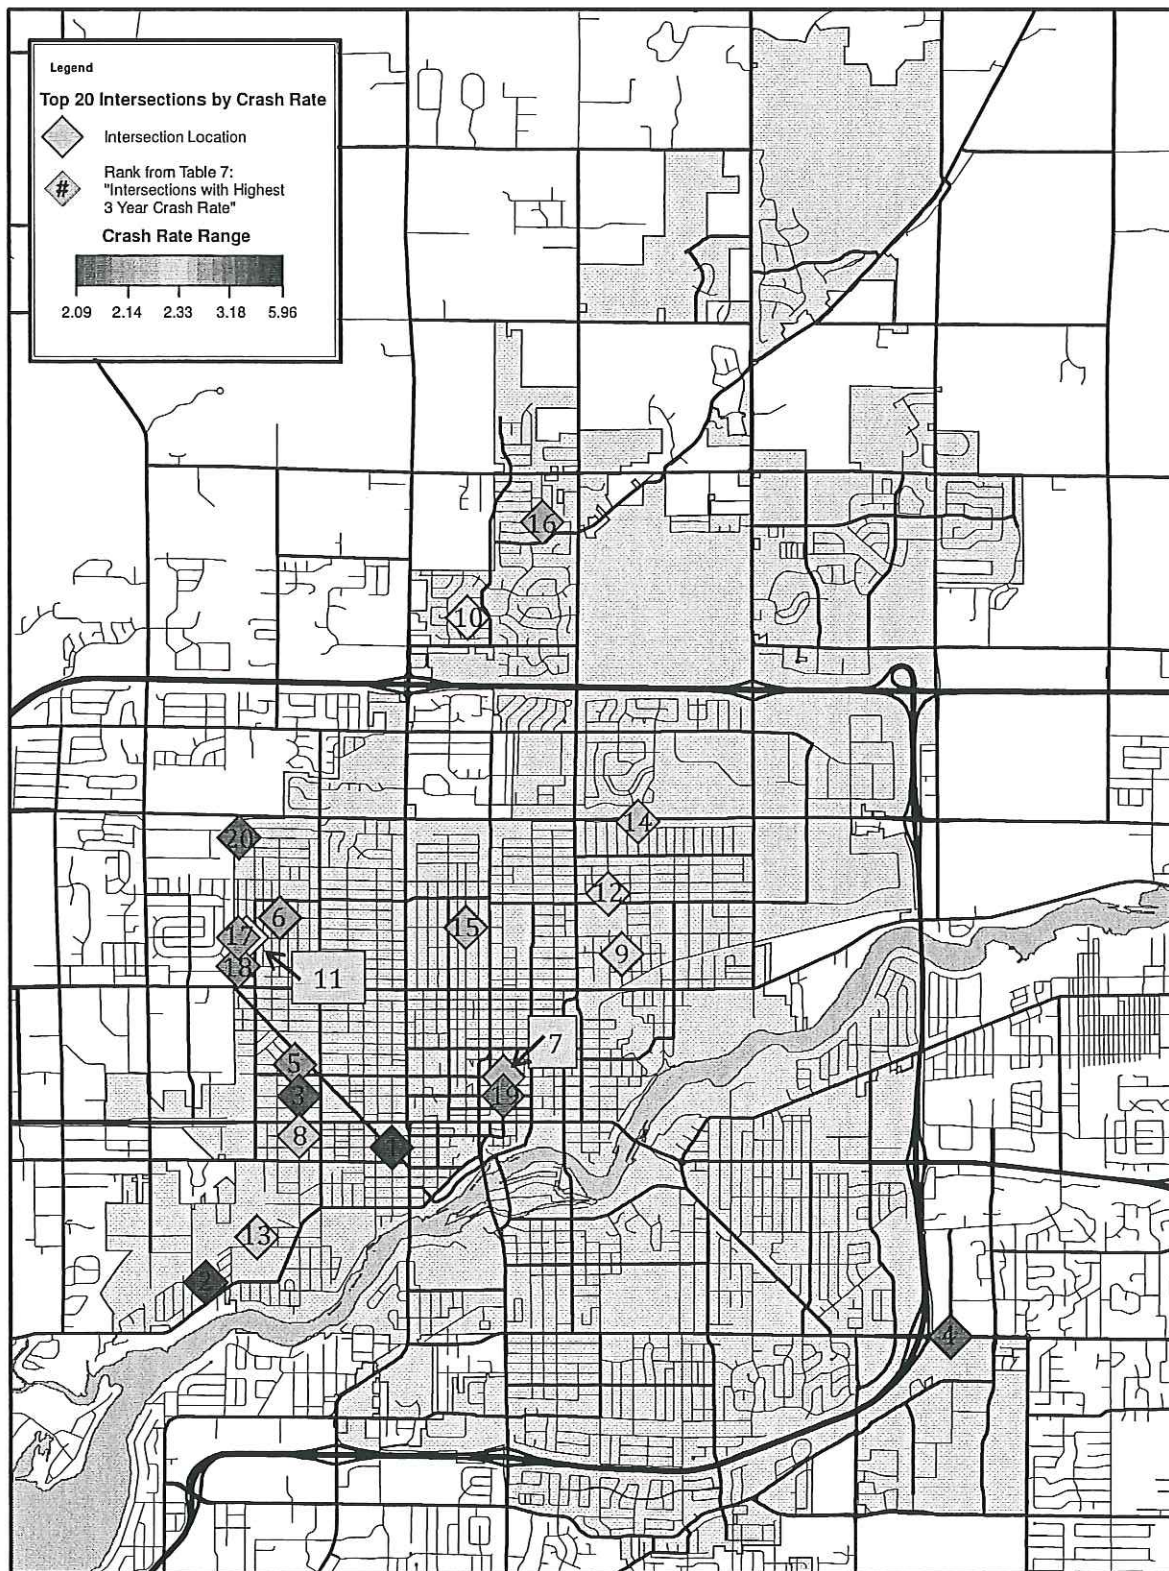 Legend
Top 20 Intersections by Crash Rate
Intersection Location
#
Rank from Table 7:
"Intersections with Highest
3 Year Crash Rate"
Crash Rate Range
2.09 2.14 2.33 3.18 5.96
16
10
14
20
12
6
15
17
9
18
11
7
5
3
19
8
1
13
2
4